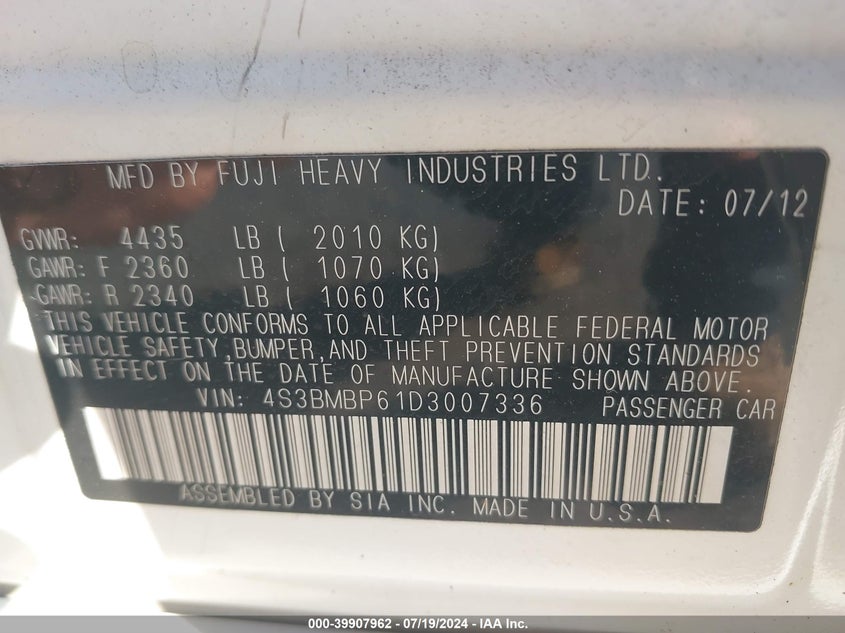 MFD BY FUJI HEAVY INDUSTRIES LTD.
DATE: 07/12
GVWR: 4435 LB ( 2010 KG)
GAWR: F 2360 LB ( 1070 KG)
GAWR: R 2340 LB ( 1060 KG)
THIS VEHICLE CONFORMS TO ALL APPLICABLE FEDERAL MOTOR
VEHICLE SAFETY,BUMPER,AND THEFT PREVENTION STANDARDS
IN EFFECT ON THE DATE OF MANUFACTURE SHOWN ABOVE.
VIN: 4S3BMBP61D3007336 PASSENGER CAR
ASSEMBLED BY SIA INC. MADE IN U.S.A.
000-39907962 - 07/19/2024 - IAA Inc.